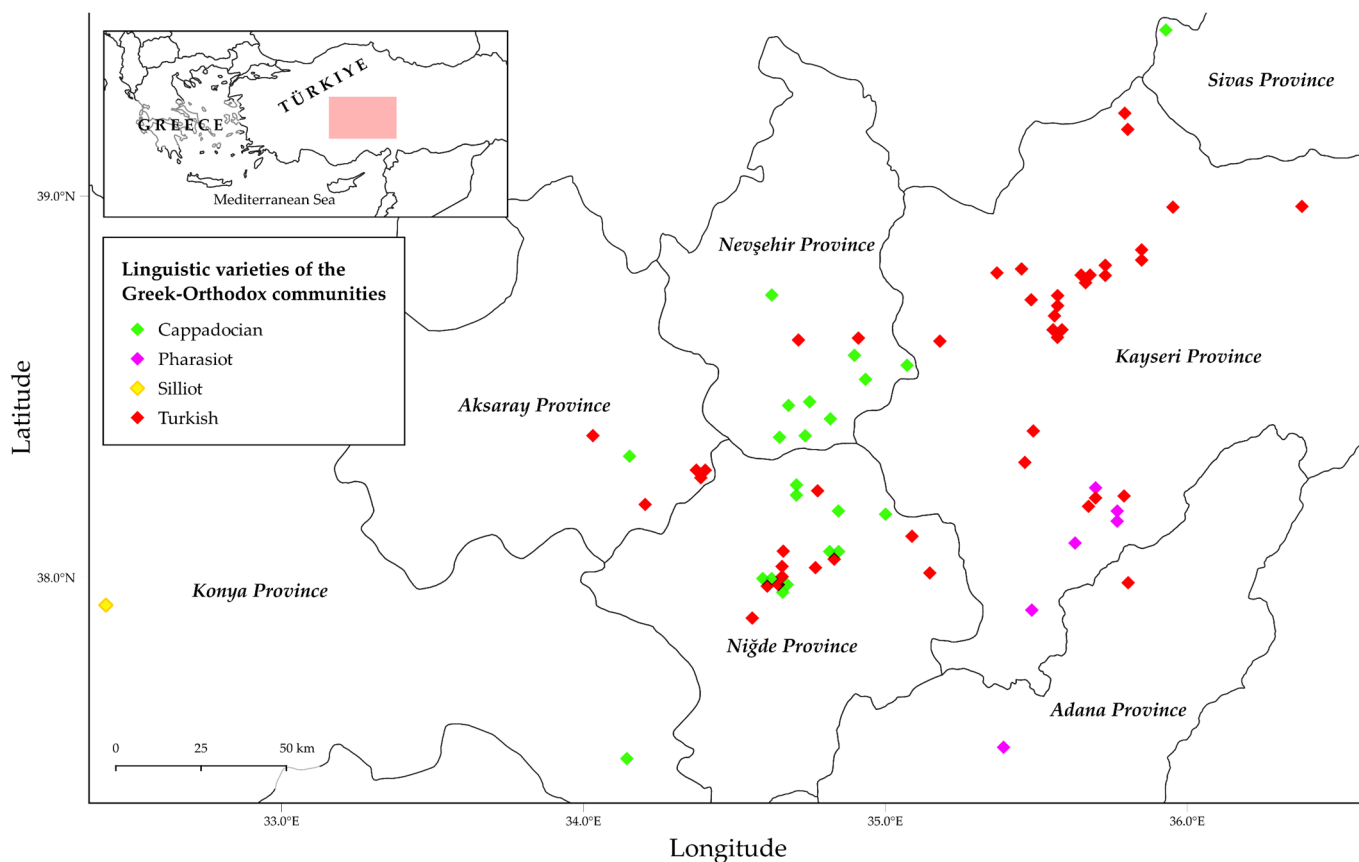 TÜRKIYE
GREECE
Mediterranean Sea
Linguistic varieties of the
Greek-Orthodox communities
Cappadocian
Pharasiot
Silliot
Turkish
Sivas Province
Nevşehir Province
Kayseri Province
Aksaray Province
Konya Province
Niğde Province
Adana Province
39.0°N
38.0°N
Latitude
0 25 50 km
33.0°E 34.0°E 35.0°E 36.0°E
Longitude